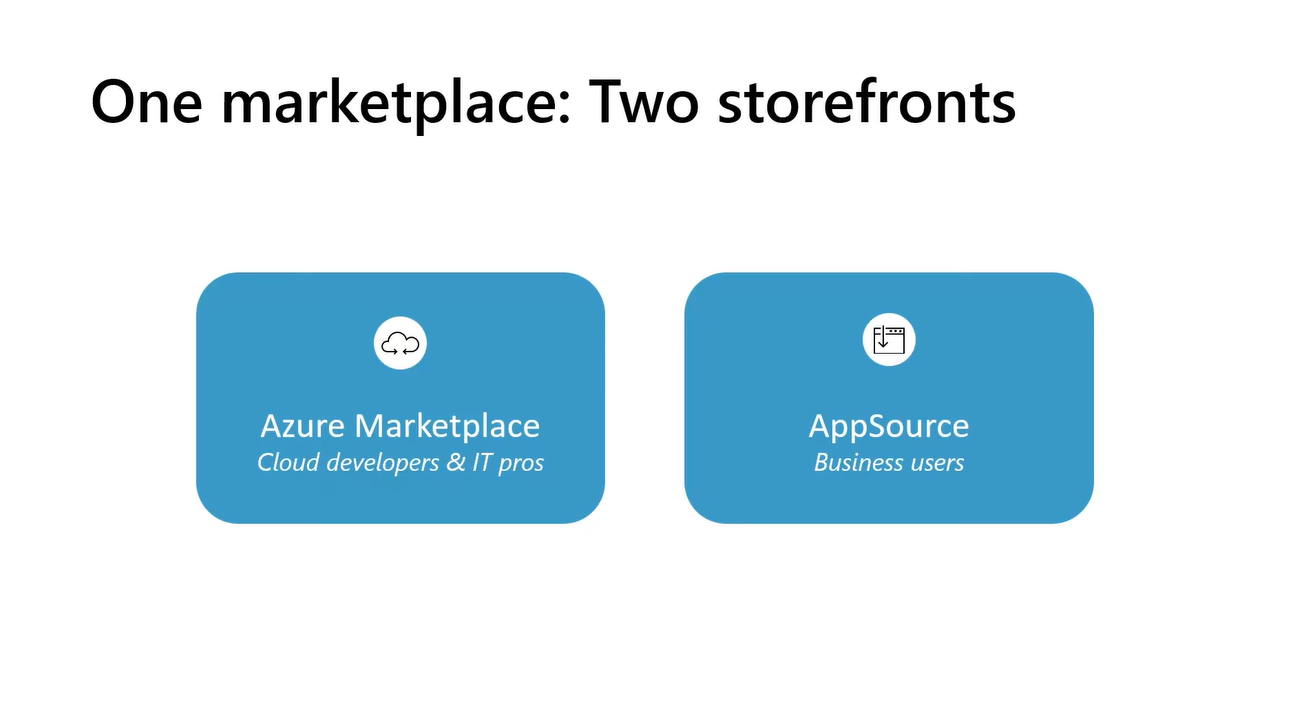 One marketplace: Two storefronts
Azure Marketplace
Cloud developers & IT pros
AppSource
Business users